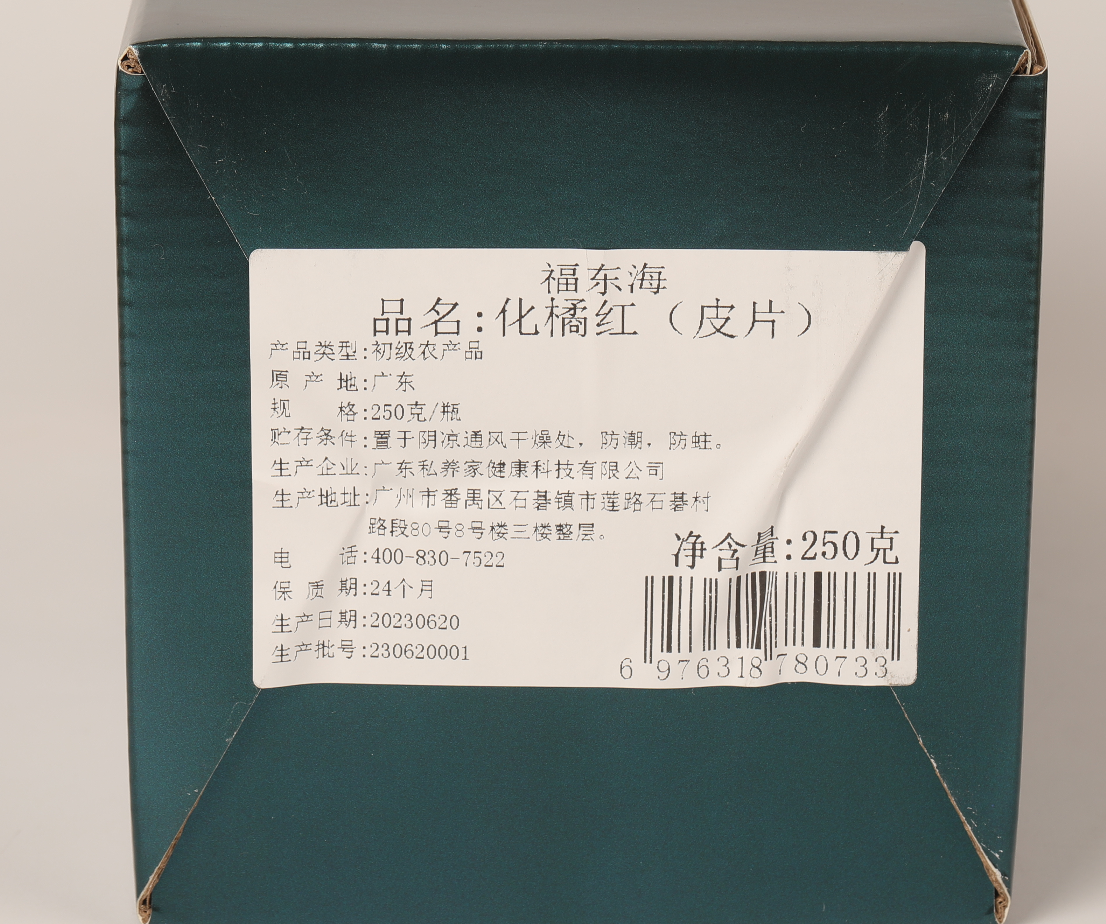 福东海
品名:化橘红（皮片）
产品类型:初级农产品
原产地:广东
规格:250克/瓶
贮存条件:置于阴凉通风干燥处，防潮，防蛀。
生产企业:广东私养家健康科技有限公司
生产地址:广州市番禺区石碁镇市莲路石碁村
路段80号8号楼三楼整层。
净含量:250克
电话:400-830-7522
保质期:24个月
生产日期:20230620
生产批号:230620001
6 976318 780733